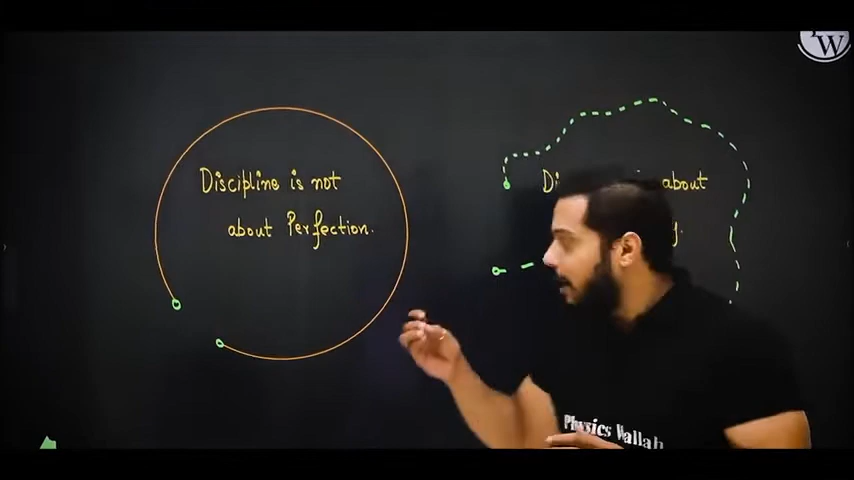 Discipline is not
about Perfection.
about
Physics Wallah
W